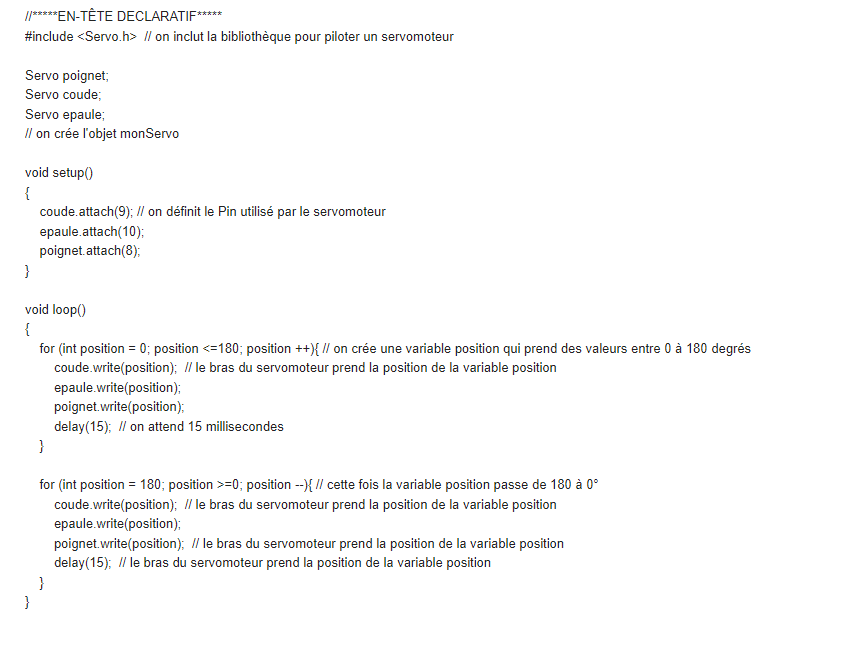 //*****EN-TÊTE DECLARATIF*****
#include <Servo.h>  // on inclut la bibliothèque pour piloter un servomoteur

Servo poignet;
Servo coude;
Servo epaule;
// on crée l'objet monServo

void setup()
{
    coude.attach(9); // on définit le Pin utilisé par le servomoteur
    epaule.attach(10);
    poignet.attach(8);
}

void loop()
{
    for (int position = 0; position <=180; position ++){ // on crée une variable position qui prend des valeurs entre 0 à 180 degrés
        coude.write(position);  // le bras du servomoteur prend la position de la variable position
        epaule.write(position);
        poignet.write(position);
        delay(15);  // on attend 15 millisecondes
    }

    for (int position = 180; position >=0; position --){ // cette fois la variable position passe de 180 à 0°
        coude.write(position);  // le bras du servomoteur prend la position de la variable position
        epaule.write(position);
        poignet.write(position);  // le bras du servomoteur prend la position de la variable position
        delay(15);  // le bras du servomoteur prend la position de la variable position
    }
}